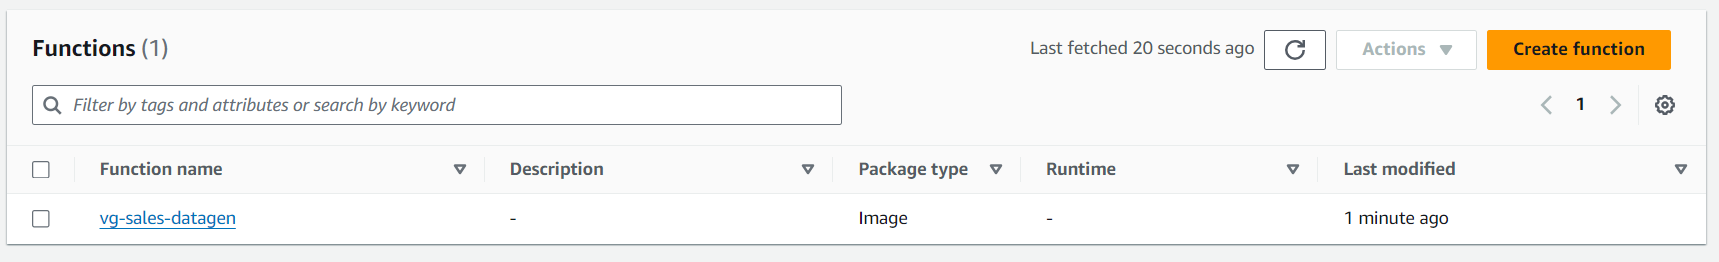 Functions (1)
Last fetched 20 seconds ago
Actions
Create function
Filter by tags and attributes or search by keyword
1
Function name Description Package type Runtime Last modified
vg-sales-datagen - Image - 1 minute ago